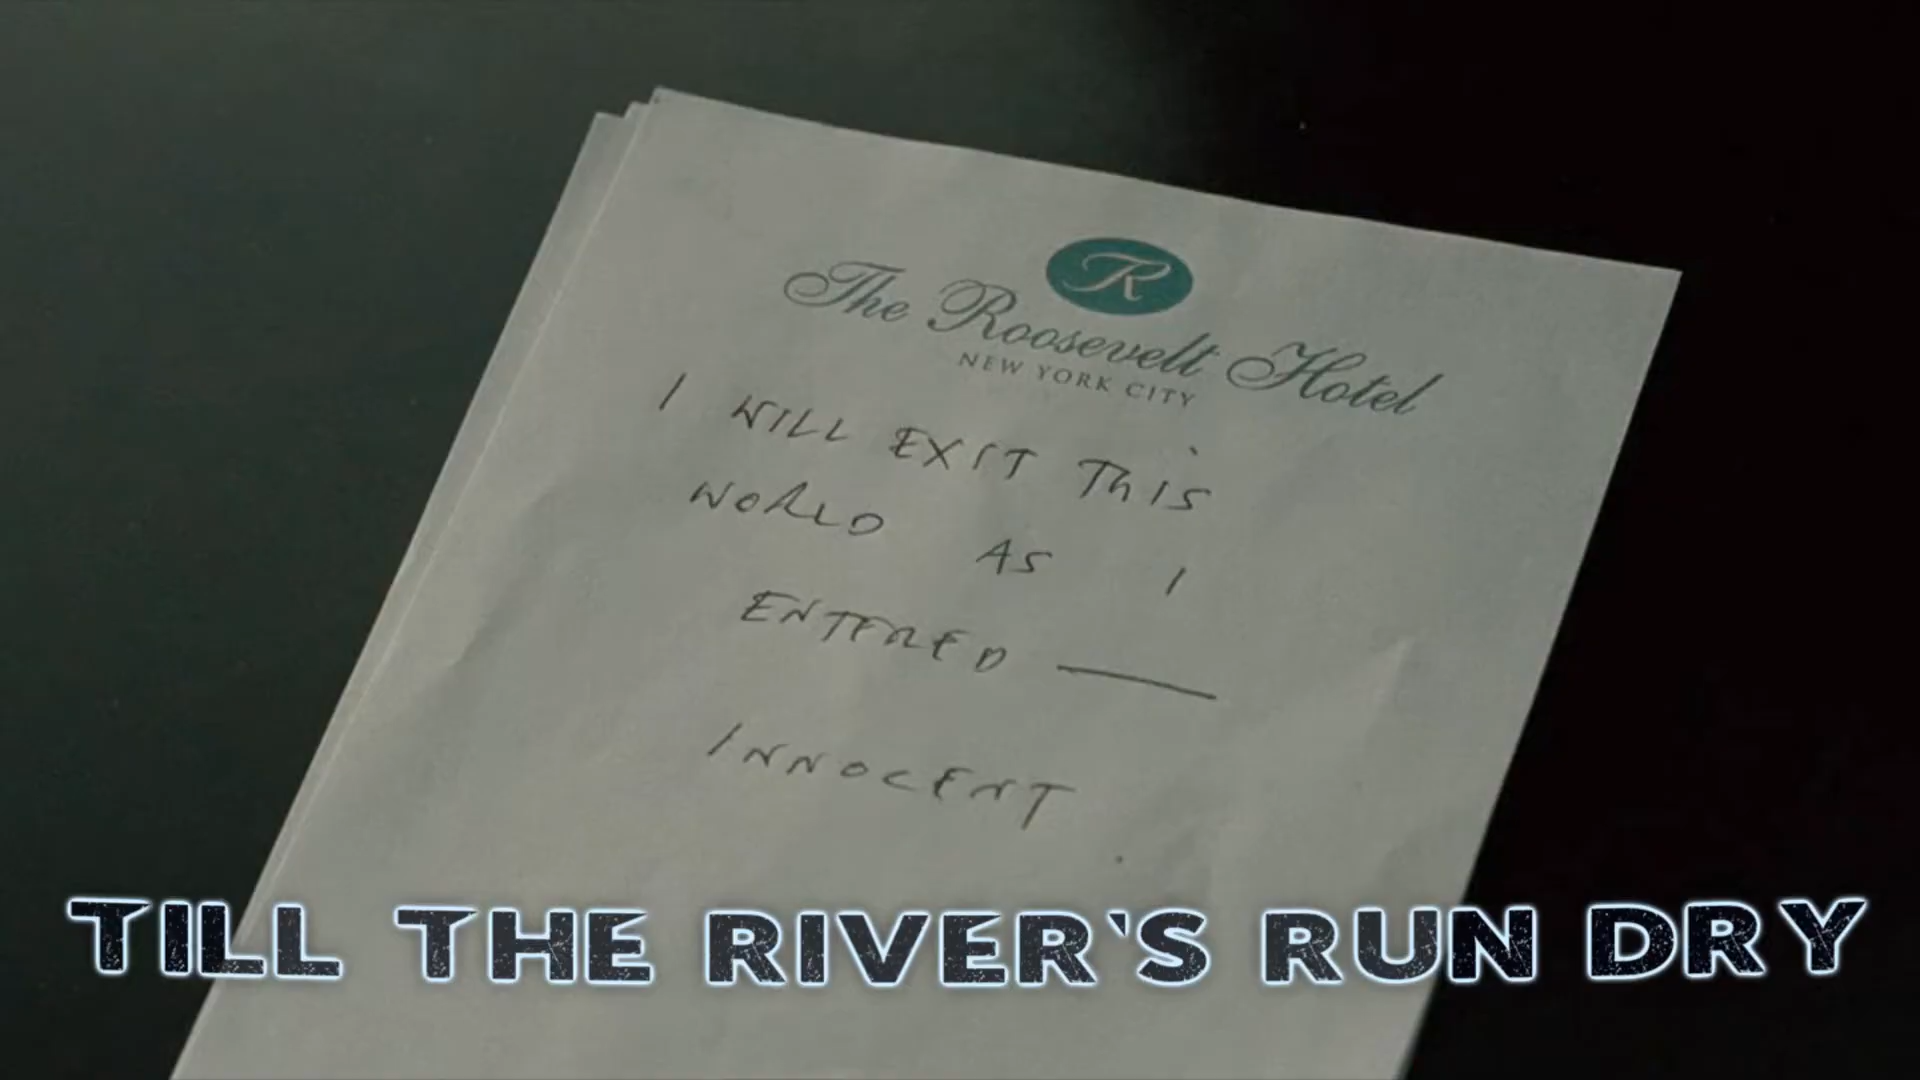 R
The Roosevelt Hotel
NEW YORK CITY
I WILL EXIT THIS
WORLD AS I
ENTERED —
INNOCENT
TILL THE RIVER'S RUN DRY